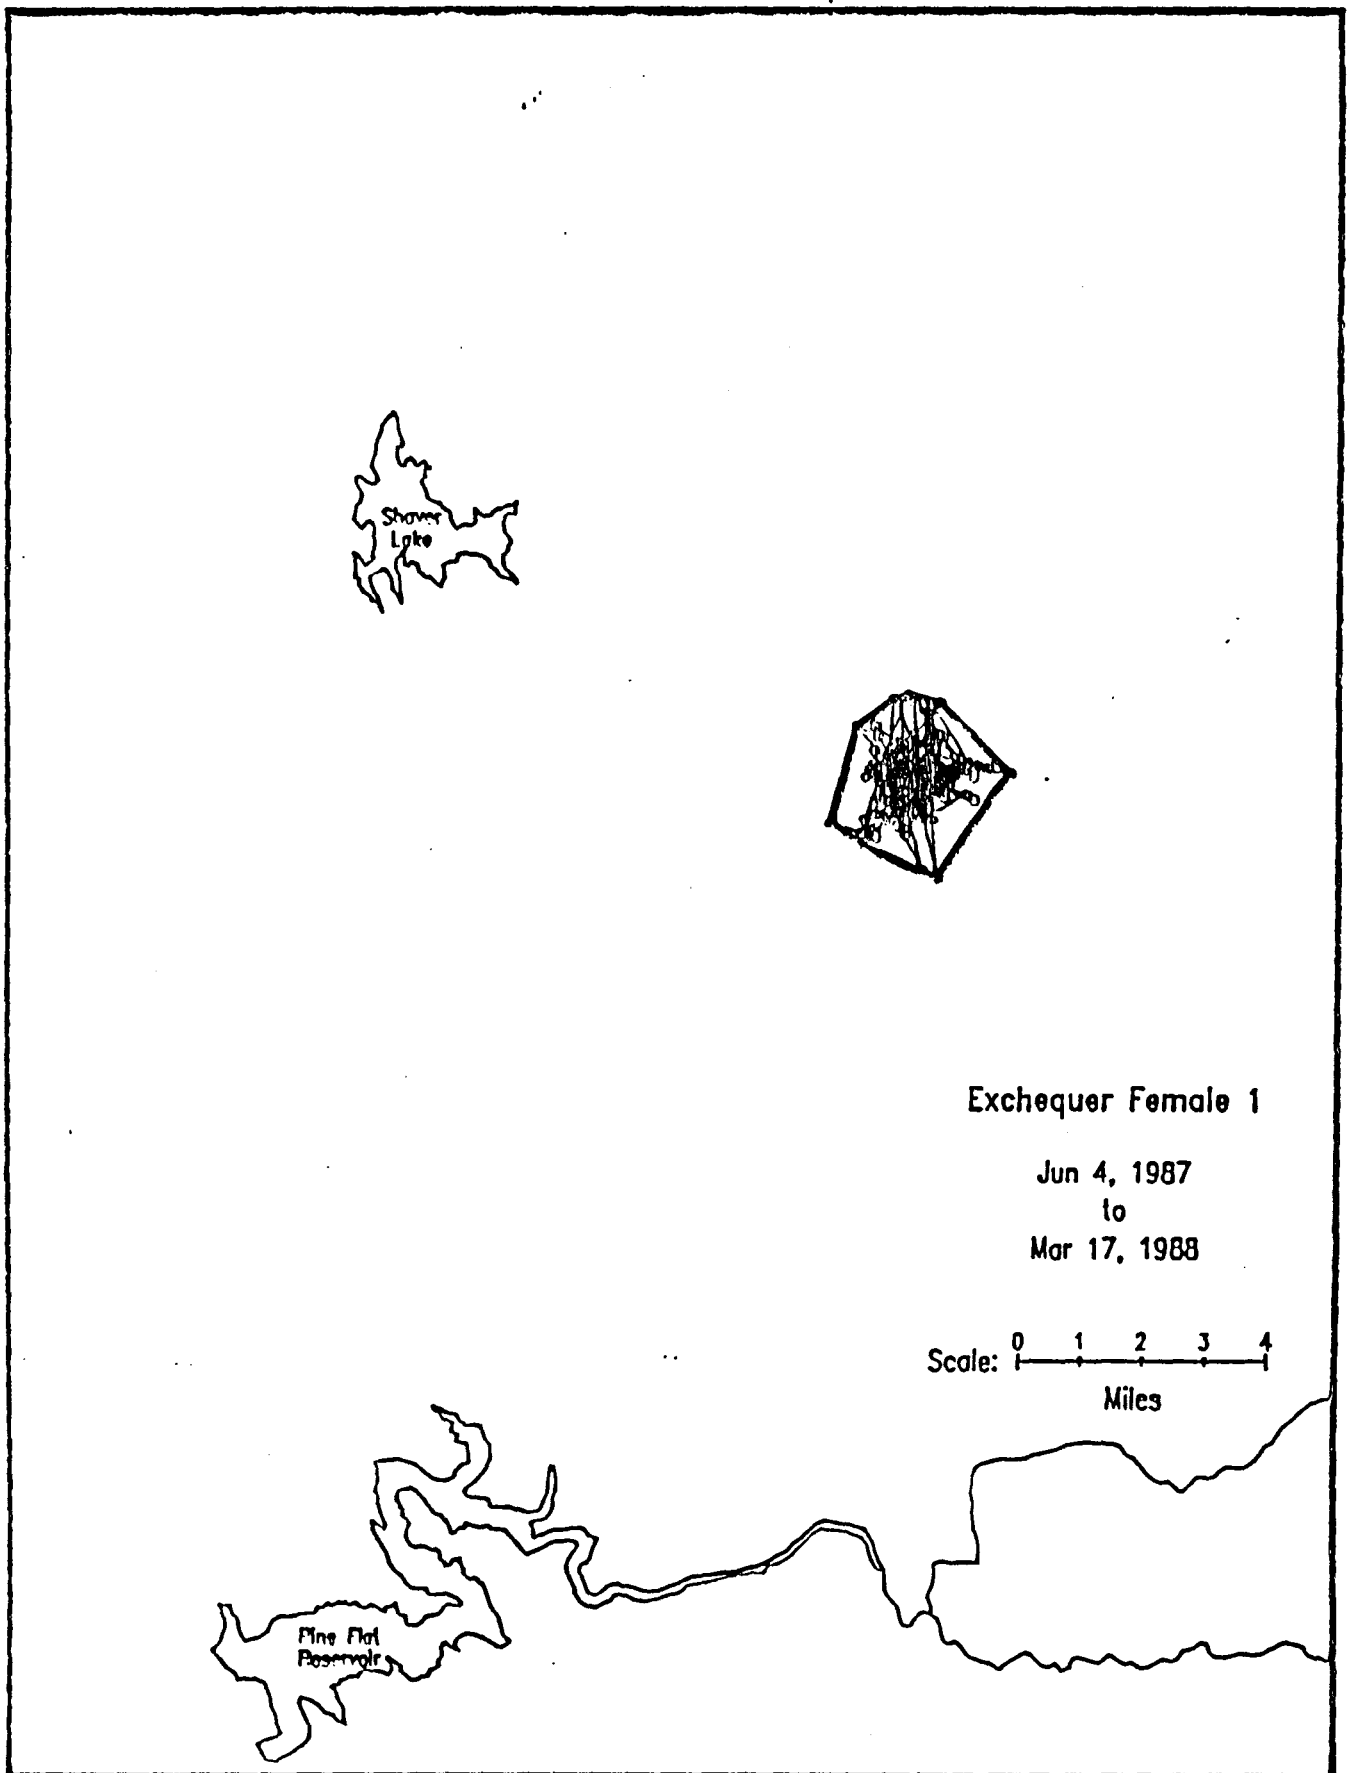 Shaver
Lake
Exchequer Female 1
Jun 4, 1987
to
Mar 17, 1988
0 1 2 3 4
Scale:
Miles
Pine Flat
Reservoir